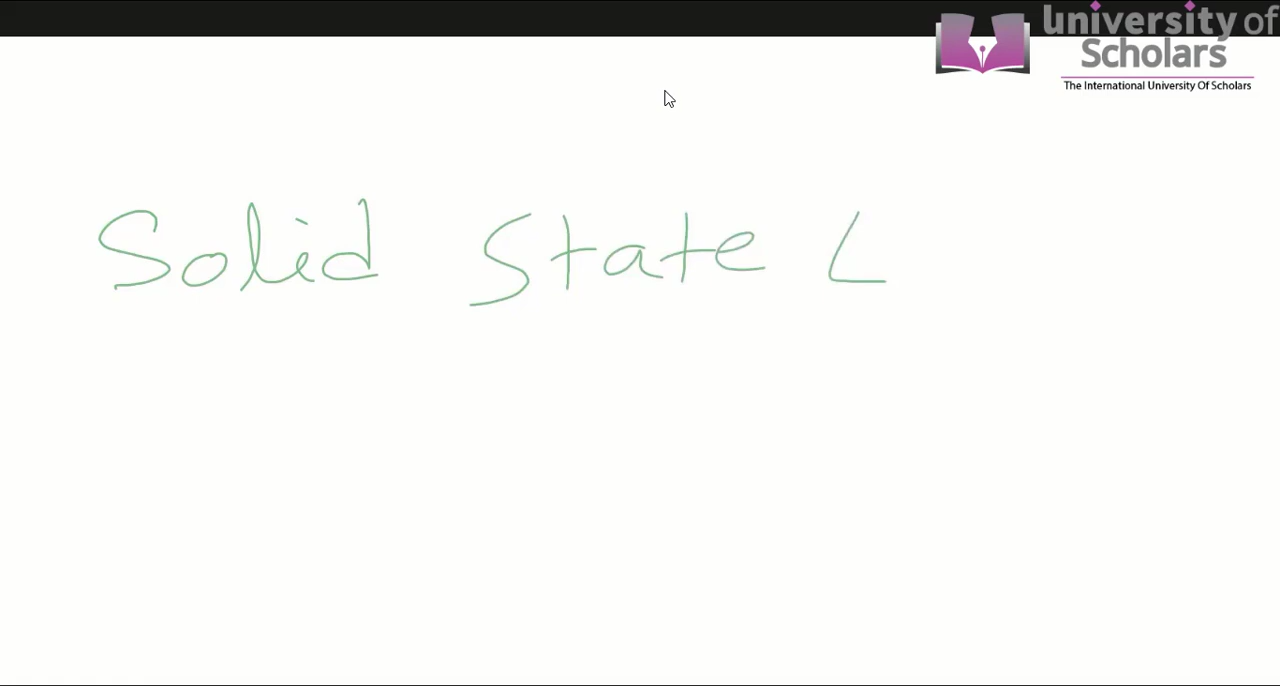 university of
Scholars
The International University Of Scholars
Solid State L